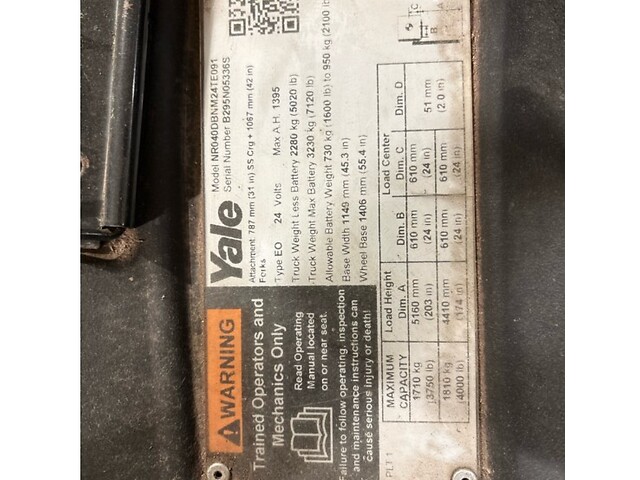 Yale
Model NR040DBNM24TE091
Serial Number B295N05336S
Attachment 787 mm (31 in) SS Crg + 1067 mm (42 in)
Forks
Type EO 24 Volts Max A.H. 1395
Truck Weight Less Battery 2280 kg (5020 lb)
Truck Weight Max Battery 3230 kg (7120 lb)
Allowable Battery Weight 730 kg (1600 lb) to 950 kg (2100 lb)
Base Width 1149 mm (45.3 in)
Wheel Base 1406 mm (55.4 in)
WARNING
Trained Operators and
Mechanics Only
Read Operating
Manual located
on or near seat.
Failure to follow operating, inspection
and maintenance instructions can
cause serious injury or death!
C
A
B
MAXIMUM Load Height Load Center
CAPACITY Dim. A Dim. B Dim. C Dim. D
1710 kg 5160 mm 610 mm 610 mm 51 mm
(3750 lb) (203 in) (24 in) (24 in) (2.0 in)
1810 kg 4410 mm 610 mm 610 mm
4000 lb) (174 in) (24 in) (24 in)
PLT 1